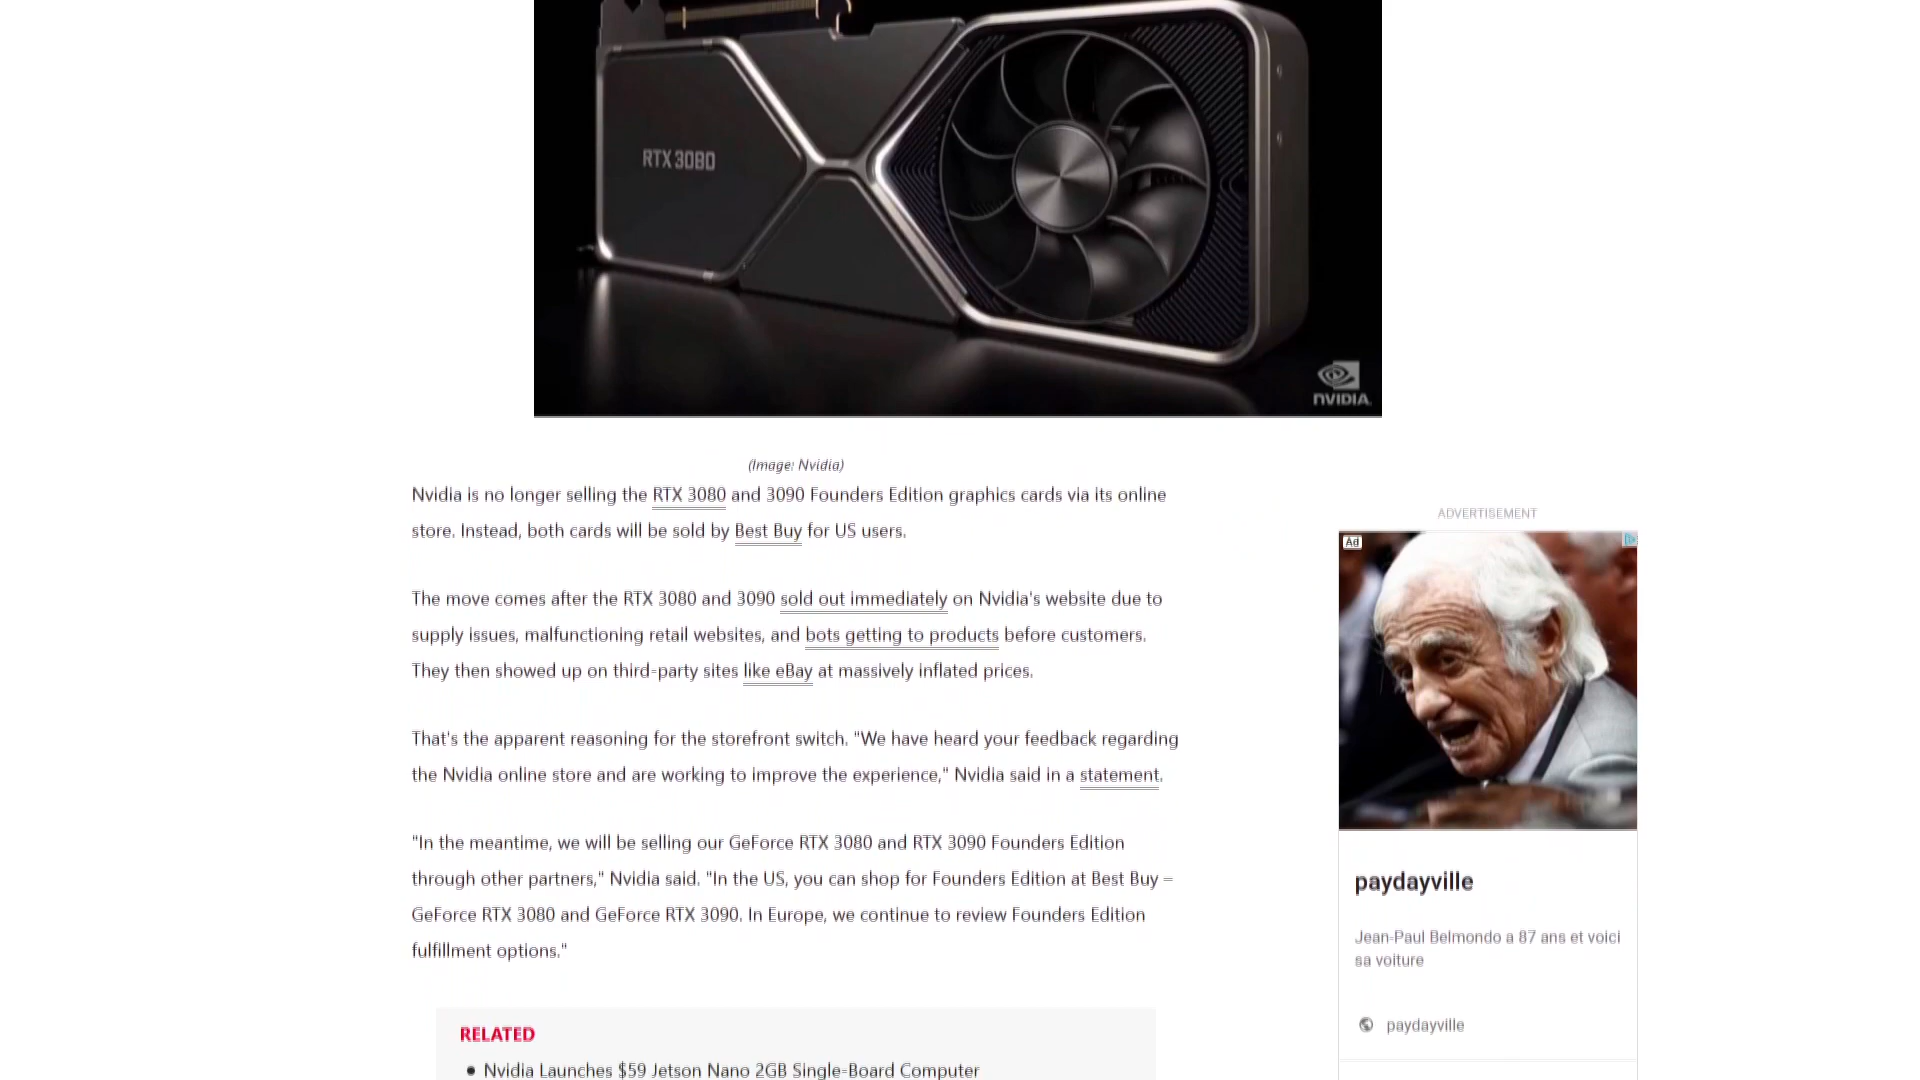 RTX 3080
NVIDIA
(Image: Nvidia)
Nvidia is no longer selling the RTX 3080 and 3090 Founders Edition graphics cards via its online
store. Instead, both cards will be sold by Best Buy for US users.
The move comes after the RTX 3080 and 3090 sold out immediately on Nvidia's website due to
supply issues, malfunctioning retail websites, and bots getting to products before customers.
They then showed up on third-party sites like eBay at massively inflated prices.
That's the apparent reasoning for the storefront switch. "We have heard your feedback regarding
the Nvidia online store and are working to improve the experience," Nvidia said in a statement.
"In the meantime, we will be selling our GeForce RTX 3080 and RTX 3090 Founders Edition
through other partners," Nvidia said. "In the US, you can shop for Founders Edition at Best Buy –
GeForce RTX 3080 and GeForce RTX 3090. In Europe, we continue to review Founders Edition
fulfillment options."
RELATED
• Nvidia Launches $59 Jetson Nano 2GB Single-Board Computer
ADVERTISEMENT
Ad
paydayville
Jean-Paul Belmondo a 87 ans et voici
sa voiture
paydayville